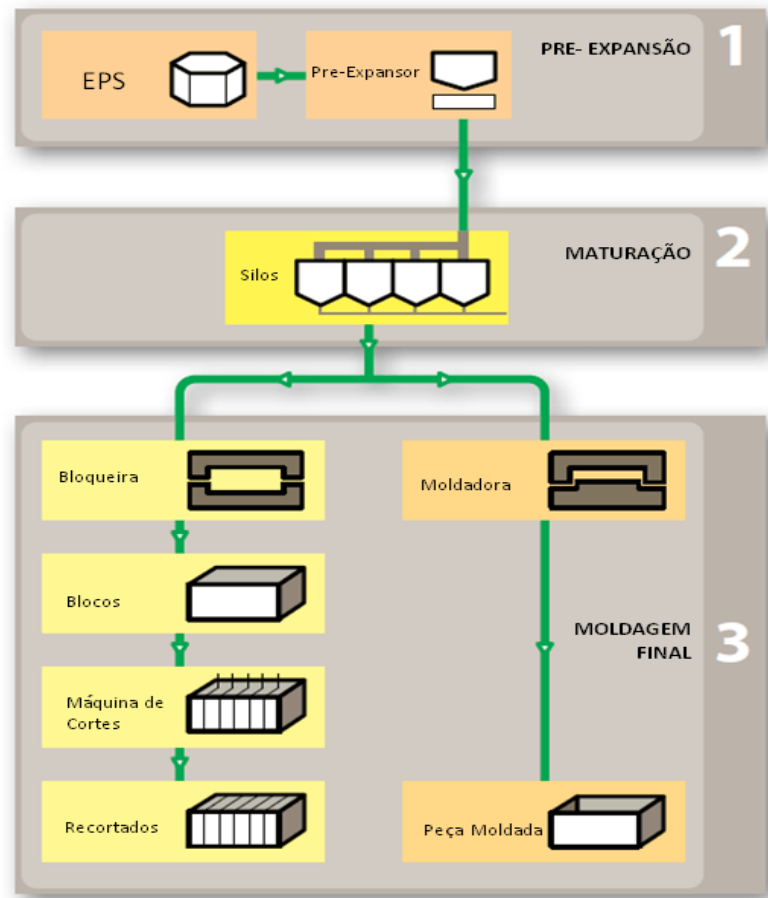 PRE- EXPANSÃO
1
EPS
Pre-Expansor
MATURAÇÃO
2
Silos
Bloqueira
Moldadora
Blocos
MOLDAGEM
FINAL
3
Máquina de
Cortes
Recortados
Peça Moldada